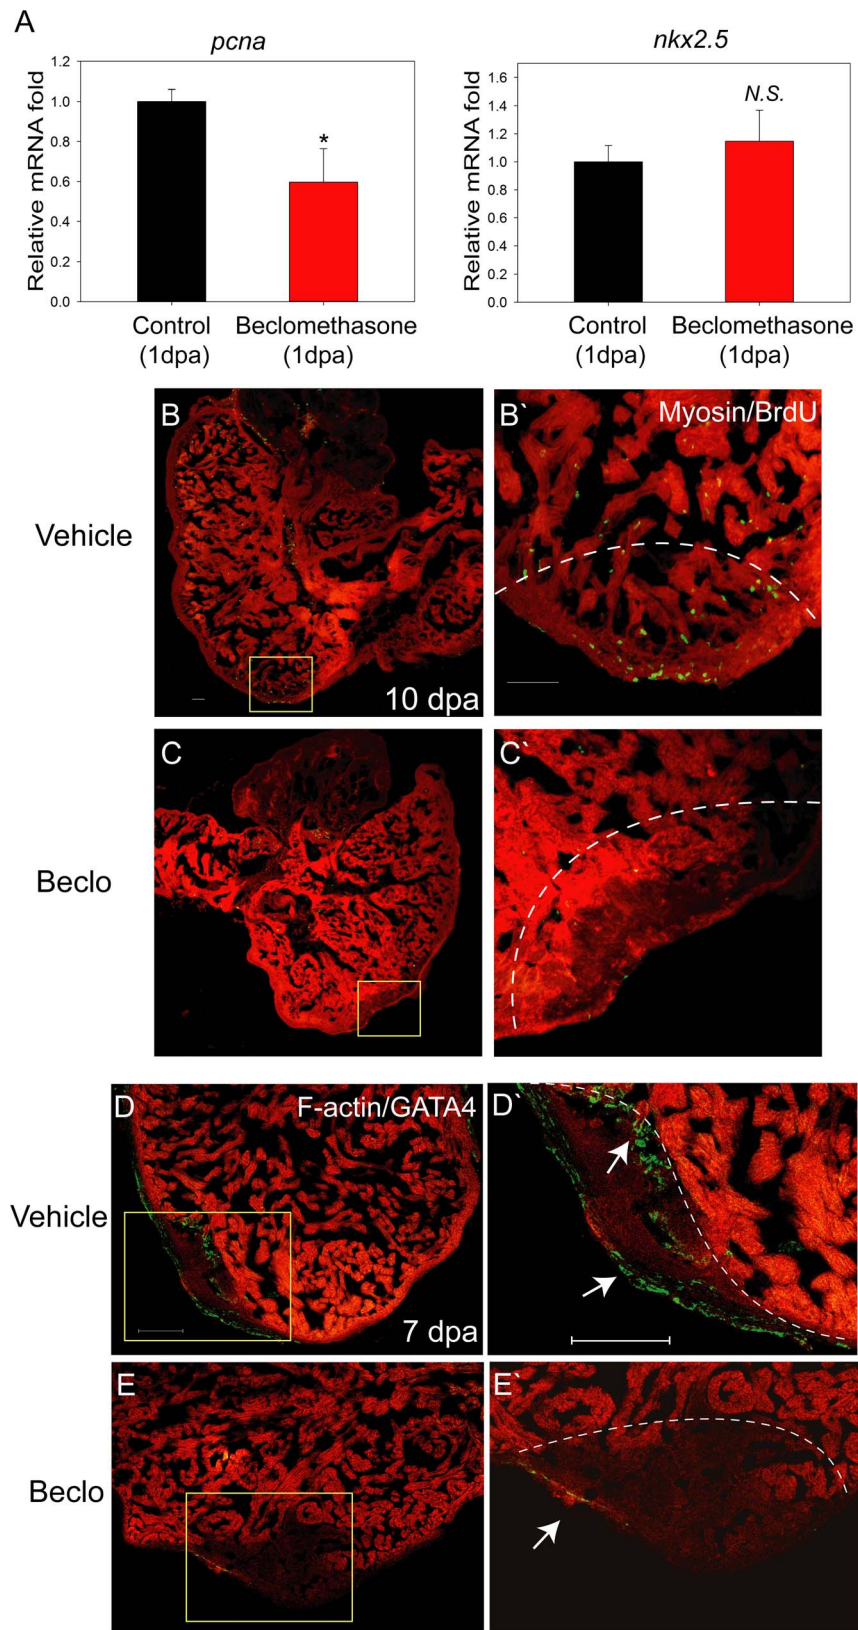 A
pcna
nkx2.5
Relative mRNA fold
1.2
1.0
0.8
0.6
0.4
0.2
0.0
*
Control
(1dpa)
Beclomethasone
(1dpa)
Relative mRNA fold
1.6
1.4
1.2
1.0
0.8
0.6
0.4
0.2
0.0
N.S.
Control
(1dpa)
Beclomethasone
(1dpa)
Vehicle
B
10 dpa
B`
Myosin/BrdU
Beclo
C
C`
Vehicle
D
F-actin/GATA4
7 dpa
D`
Beclo
E
E`